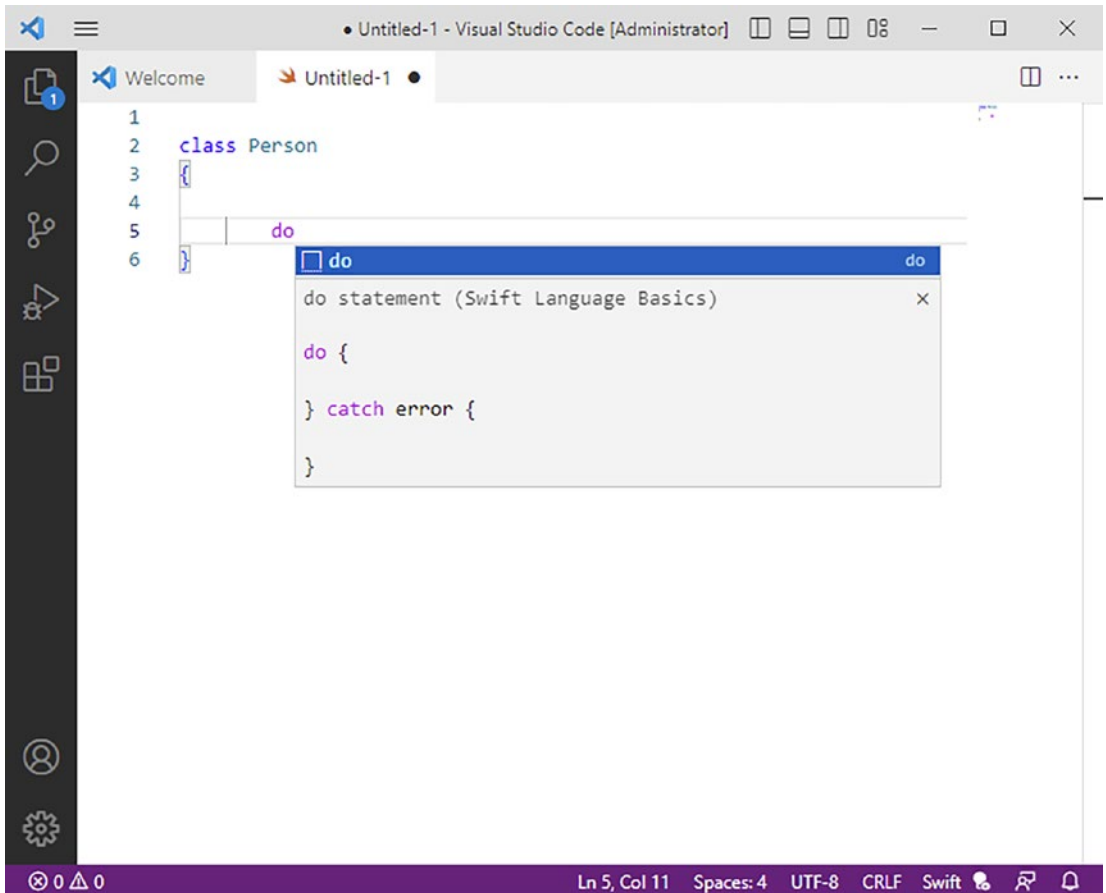 ● Untitled-1 - Visual Studio Code [Administrator]
Welcome Untitled-1 ●
1
1
2 class Person
3 {
4
5 do
6 }
do do
do statement (Swift Language Basics)
do {
} catch error {
}
0 0 Ln 5, Col 11 Spaces: 4 UTF-8 CRLF Swift